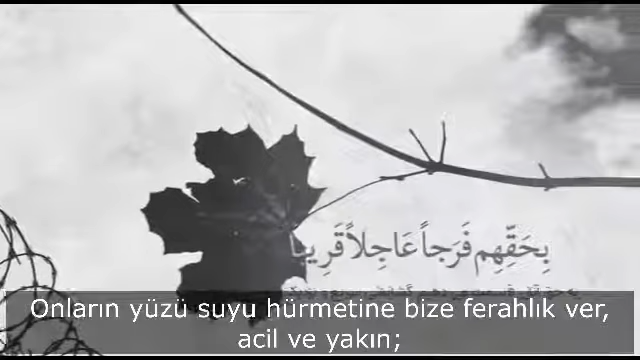 بِحَقِّهِم فَرَجاً عَاجِلاً قَرِيباً
Onların yüzü suyu hürmetine bize ferahlık ver,
acil ve yakın;